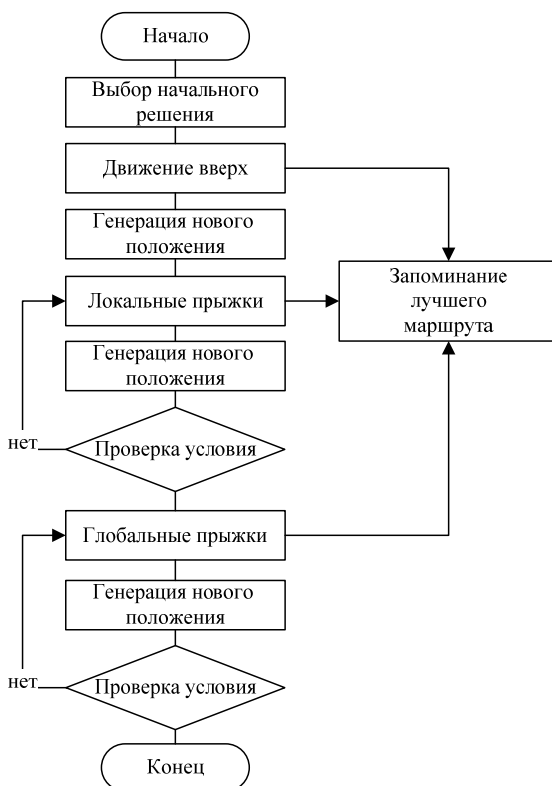 Начало
Выбор начального
решения
Движение вверх
Генерация нового
положения
Запоминание
лучшего
маршрута
Локальные прыжки
Генерация нового
положения
нет
Проверка условия
Глобальные прыжки
Генерация нового
положения
нет
Проверка условия
Конец